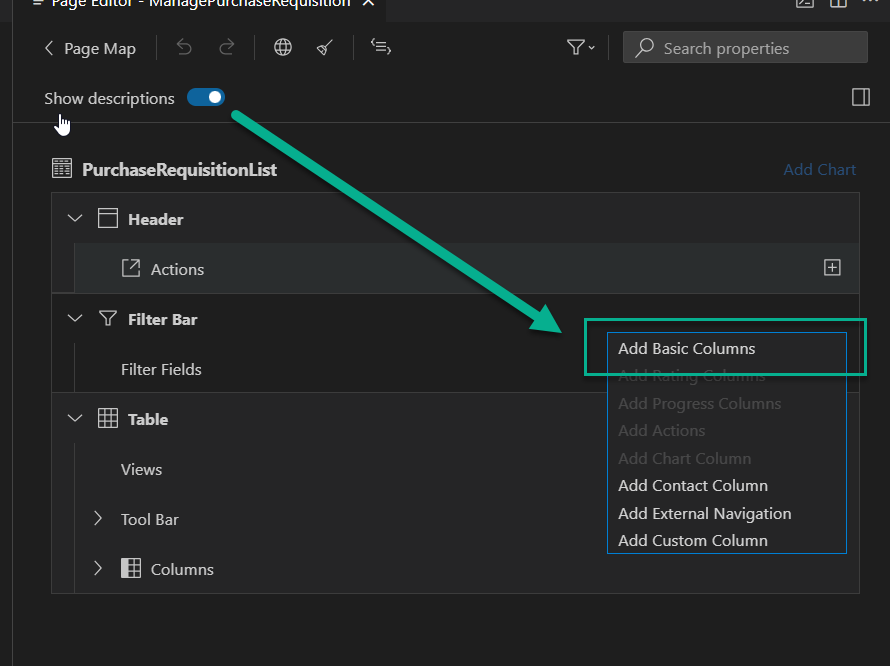 Page Editor - ManagePurchaseRequisition
Page Map
Search properties
Show descriptions
PurchaseRequisitionList
Add Chart
Header
Actions
Filter Bar
Add Basic Columns
Filter Fields
Add Rating Columns
Add Progress Columns
Table
Add Actions
Add Chart Column
Views
Add Contact Column
Add External Navigation
Tool Bar
Add Custom Column
Columns